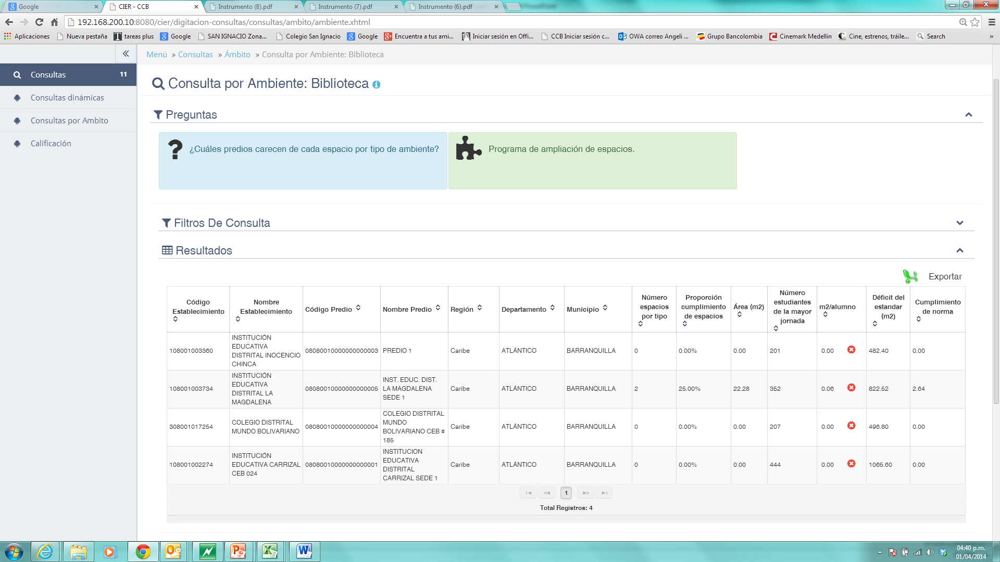 Google
CIER - CCB
Instrumento (8).pdf
Instrumento (7).pdf
Instrumento (6).pdf
192.168.200.10:8080/cier/digitacion-consultas/consultas/ambito/ambiente.xhtml
Aplicaciones
Nueva pestaña
tareas plus
Google
SAN IGNACIO Zona...
Colegio San Ignacio
Google
Encuentra a tus ami...
Iniciar sesión en Offi...
CCB Iniciar sesión c...
OWA correo Angeli ...
Grupo Bancolombia
Cinemark Medellin
Cine, estrenos, tráile...
Search
»
Menú » Consultas » Ámbito » Consulta por Ambiente: Biblioteca
Consultas 11
Consultas dinámicas
Consultas por Ambito
Calificación
Consulta por Ambiente: Biblioteca
Preguntas
¿Cuáles predios carecen de cada espacio por tipo de ambiente?
Programa de ampliación de espacios.
Filtros De Consulta
Resultados
Exportar
Código Establecimiento
Nombre Establecimiento
Código Predio
Nombre Predio
Región
Departamento
Municipio
Número espacios por tipo
Proporción cumplimiento de espacios
Área (m2)
Número estudiantes de la mayor jornada
m2/alumno
Déficit del estandar (m2)
Cumplimiento de norma
108001003360 INSTITUCIÓN EDUCATIVA DISTRITAL INOCENCIO CHINCA 08080010000000000003 PREDIO 1 Caribe ATLÁNTICO BARRANQUILLA 0 0.00% 0.00 201 0.00 482.40 0.00
108001003734 INSTITUCIÓN EDUCATIVA DISTRITAL LA MAGDALENA 08080010000000000005 INST. EDUC. DIST. LA MAGDALENA SEDE 1 Caribe ATLÁNTICO BARRANQUILLA 2 25.00% 22.28 352 0.06 822.52 2.64
308001017254 COLEGIO DISTRITAL MUNDO BOLIVARIANO 08080010000000000004 COLEGIO DISTRITAL MUNDO BOLIVARIANO CEB # 185 Caribe ATLÁNTICO BARRANQUILLA 0 0.00% 0.00 207 0.00 496.80 0.00
108001002274 INSTITUCIÓN EDUCATIVA CARRIZAL CEB 024 08080010000000000001 INSTITUCION EDUCATIVA DISTRITAL CARRIZAL SEDE 1 Caribe ATLÁNTICO BARRANQUILLA 0 0.00% 0.00 444 0.00 1065.60 0.00
1
Total Registros: 4
04:40 p.m.
01/04/2014